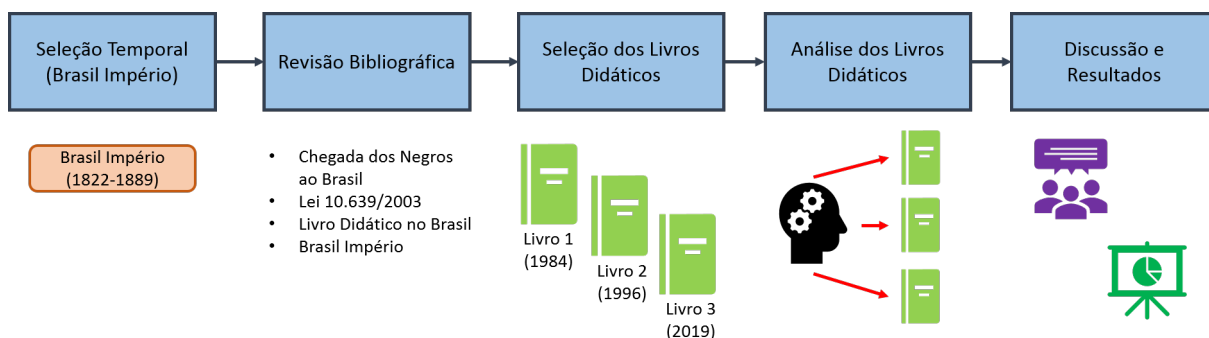 Seleção Temporal
(Brasil Império)
Revisão Bibliográfica
Seleção dos Livros
Didáticos
Análise dos Livros
Didáticos
Discussão e
Resultados
Brasil Império
(1822-1889)
• Chegada dos Negros
ao Brasil
• Lei 10.639/2003
• Livro Didático no Brasil
• Brasil Império
Livro 1
(1984)
Livro 2
(1996)
Livro 3
(2019)